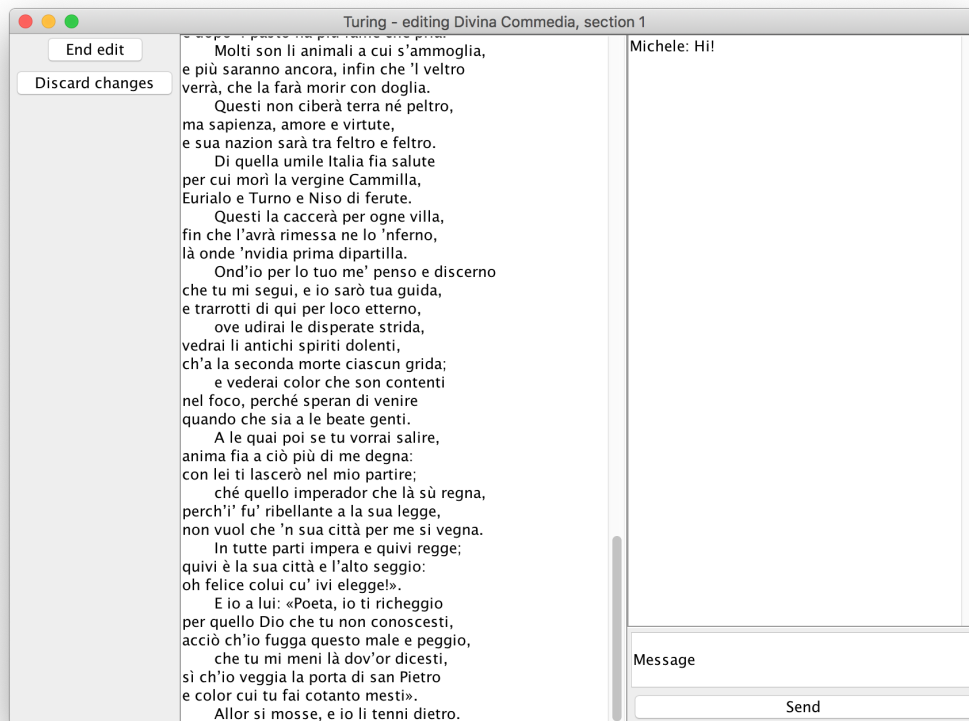 Turing - editing Divina Commedia, section 1
End edit
Discard changes
e dopo 'l pasto ha più fame che pria.
Molti son li animali a cui s’ammoglia,
e più saranno ancora, infin che ’l veltro
verrà, che la farà morir con doglia.
Questi non ciberà terra né peltro,
ma sapienza, amore e virtute,
e sua nazion sarà tra feltro e feltro.
Di quella umile Italia fia salute
per cui morì la vergine Cammilla,
Eurialo e Turno e Niso di ferute.
Questi la caccerà per ogne villa,
fin che l’avrà rimessa ne lo ’nferno,
là onde ’nvidia prima dipartilla.
Ond’io per lo tuo me’ penso e discerno
che tu mi segui, e io sarò tua guida,
e trarrotti di qui per loco etterno,
ove udirai le disperate strida,
vedrai li antichi spiriti dolenti,
ch’a la seconda morte ciascun grida;
e vederai color che son contenti
nel foco, perché speran di venire
quando che sia a le beate genti.
A le quai poi se tu vorrai salire,
anima fia a ciò più di me degna:
con lei ti lascerò nel mio partire;
ché quello imperador che là sù regna,
perch’i’ fu’ ribellante a la sua legge,
non vuol che ’n sua città per me si vegna.
In tutte parti impera e quivi regge;
quivi è la sua città e l’alto seggio:
oh felice colui cu’ ivi elegge!».
E io a lui: «Poeta, io ti richeggio
per quello Dio che tu non conoscesti,
acciò ch’io fugga questo male e peggio,
che tu mi meni là dov’or dicesti,
sì ch’io veggia la porta di san Pietro
e color cui tu fai cotanto mesti».
Allor si mosse, e io li tenni dietro.
Michele: Hi!
Message
Send